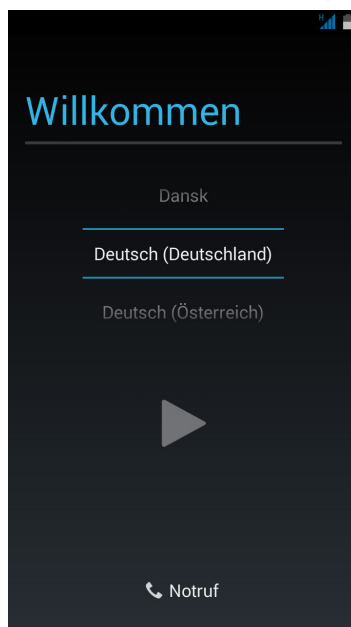 H
Willkommen
Dansk
Deutsch (Deutschland)
Deutsch (Österreich)
Notruf